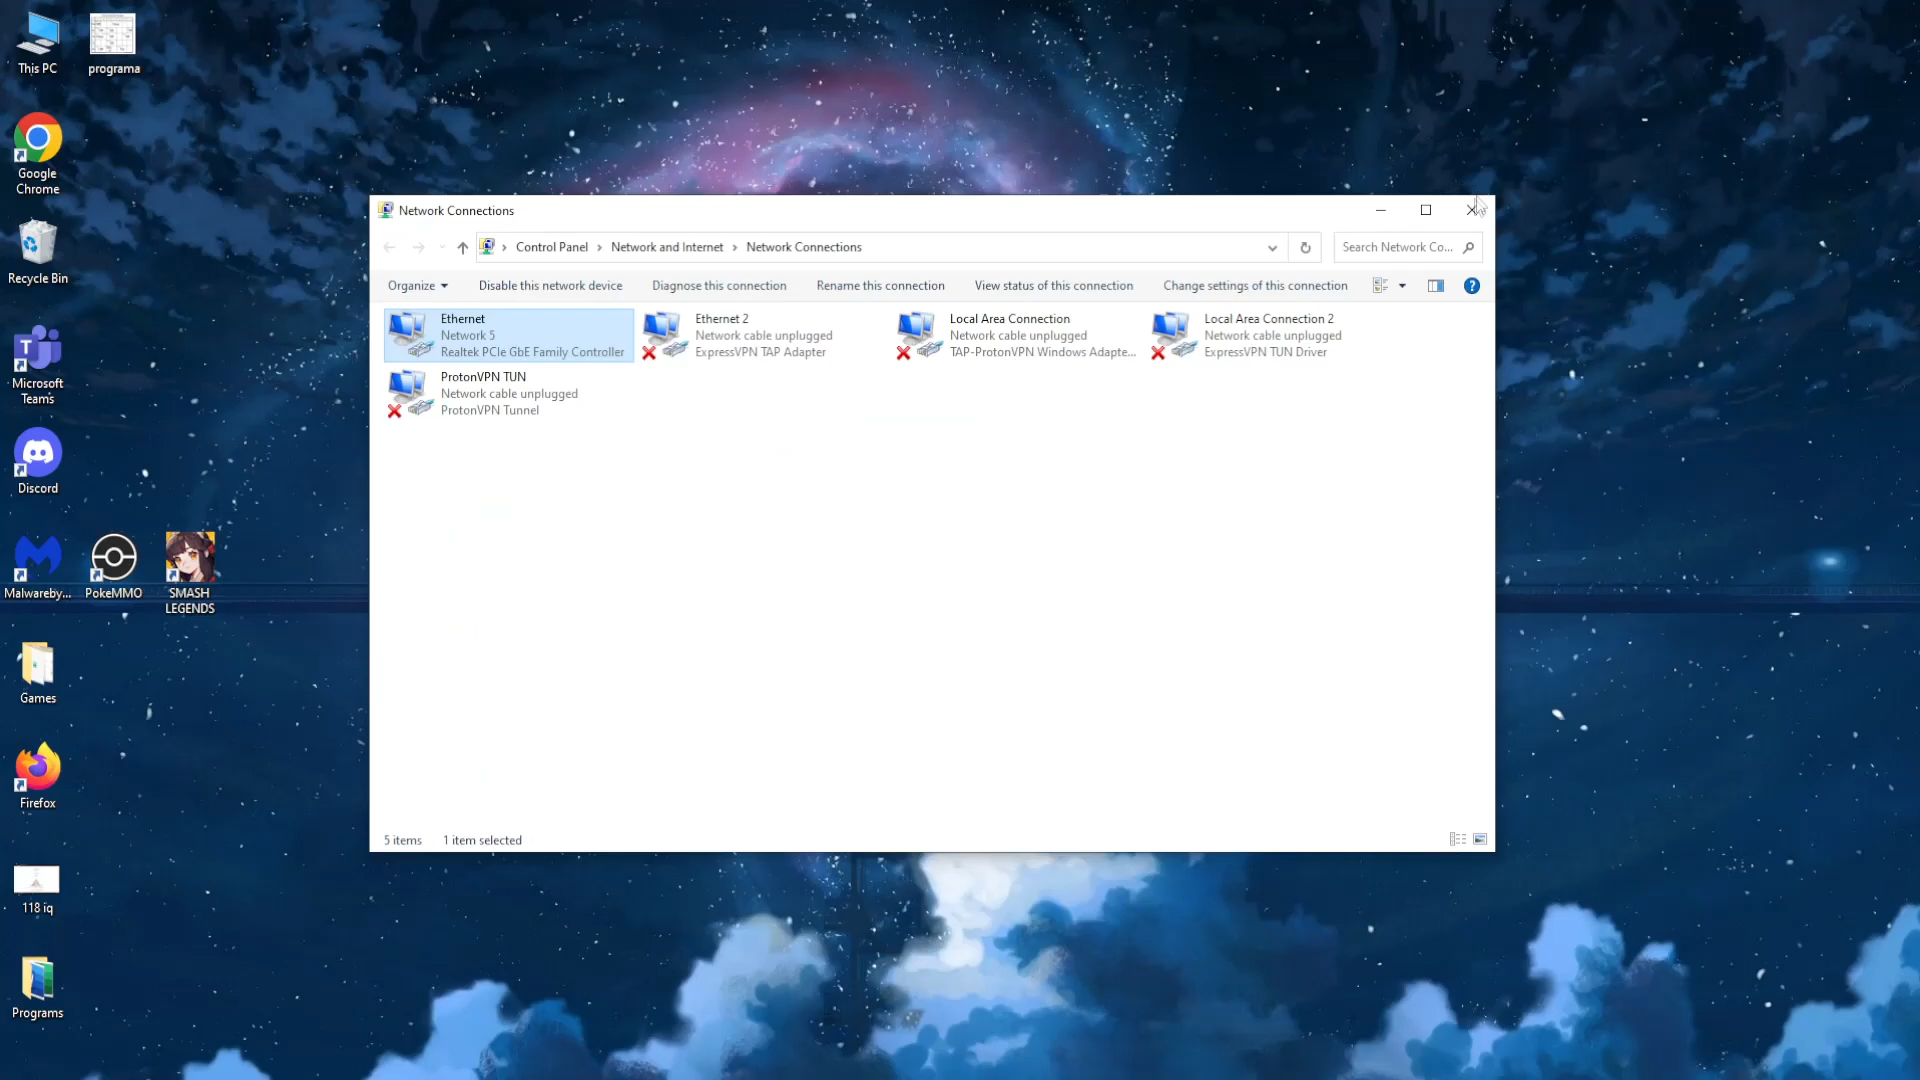 This PC
programa
Google
Chrome
Recycle Bin
Microsoft
Teams
Discord
Malwareby...
PokeMMO
SMASH
LEGENDS
Games
Firefox
118 iq
Programs
Network Connections
Control Panel > Network and Internet > Network Connections
Search Network Co...
Organize
Disable this network device
Diagnose this connection
Rename this connection
View status of this connection
Change settings of this connection
Ethernet
Network 5
Realtek PCIe GbE Family Controller
Ethernet 2
Network cable unplugged
ExpressVPN TAP Adapter
Local Area Connection
Network cable unplugged
TAP-ProtonVPN Windows Adapte...
Local Area Connection 2
Network cable unplugged
ExpressVPN TUN Driver
ProtonVPN TUN
Network cable unplugged
ProtonVPN Tunnel
5 items
1 item selected